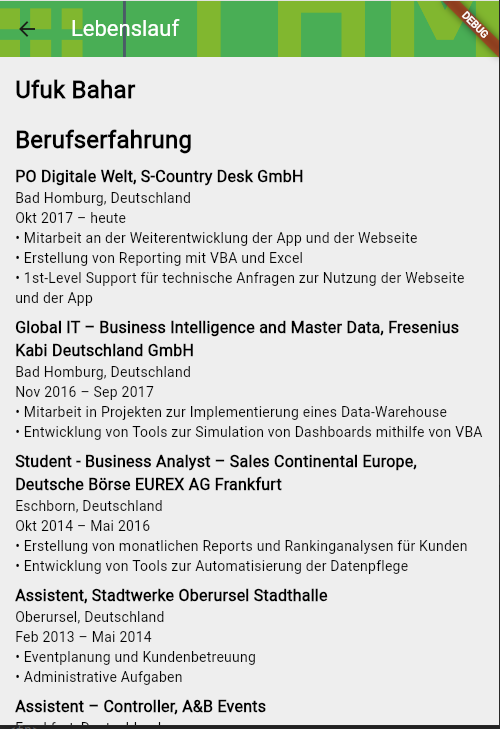 Lebenslauf
DEBUG
Ufuk Bahar
Berufserfahrung
PO Digitale Welt, S-Country Desk GmbH
Bad Homburg, Deutschland
Okt 2017 – heute
• Mitarbeit an der Weiterentwicklung der App und der Webseite
• Erstellung von Reporting mit VBA und Excel
• 1st-Level Support für technische Anfragen zur Nutzung der Webseite
und der App
Global IT – Business Intelligence and Master Data, Fresenius
Kabi Deutschland GmbH
Bad Homburg, Deutschland
Nov 2016 – Sep 2017
• Mitarbeit in Projekten zur Implementierung eines Data-Warehouse
• Entwicklung von Tools zur Simulation von Dashboards mithilfe von VBA
Student - Business Analyst – Sales Continental Europe,
Deutsche Börse EUREX AG Frankfurt
Eschborn, Deutschland
Okt 2014 – Mai 2016
• Erstellung von monatlichen Reports und Rankinganalysen für Kunden
• Entwicklung von Tools zur Automatisierung der Datenpflege
Assistent, Stadtwerke Oberursel Stadthalle
Oberursel, Deutschland
Feb 2013 – Mai 2014
• Eventplanung und Kundenbetreuung
• Administrative Aufgaben
Assistent – Controller, A&B Events